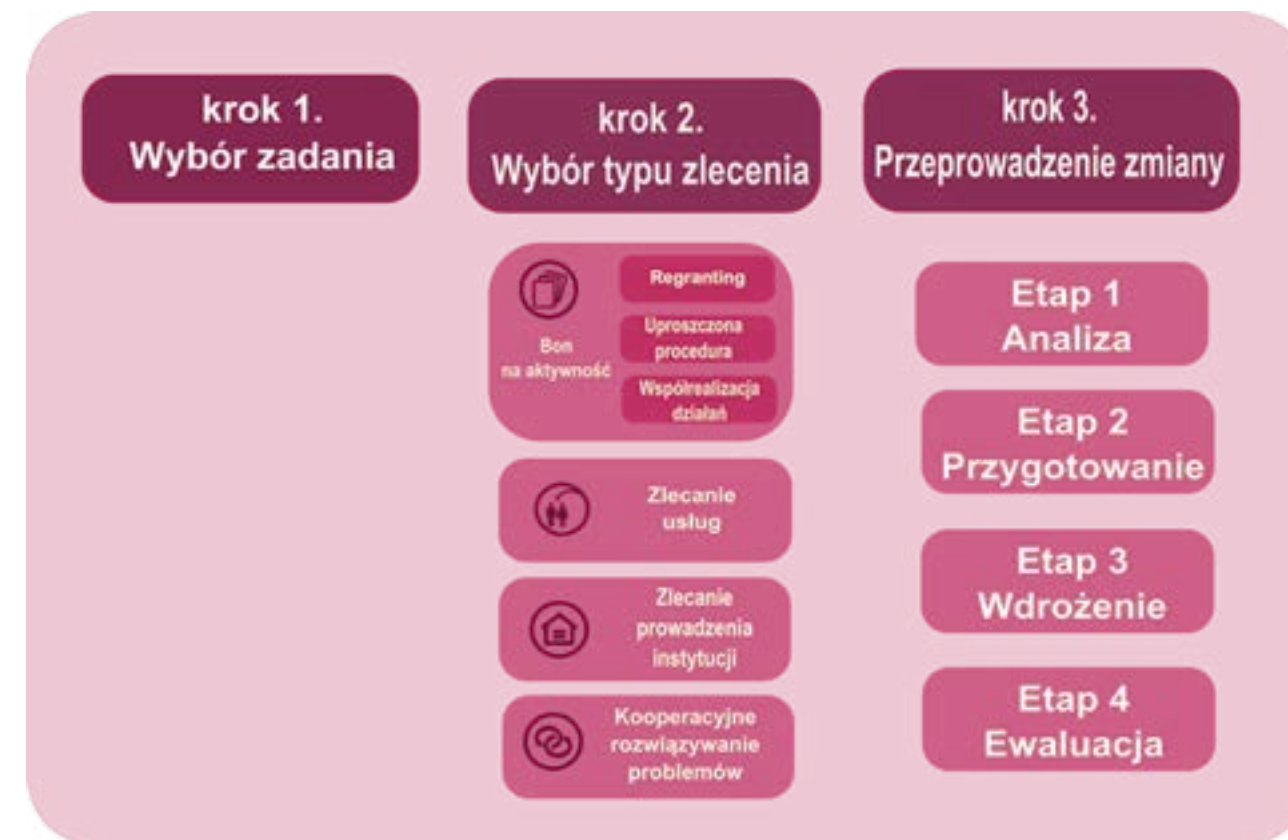 krok 1.
Wybór zadania
krok 2.
Wybór typu zlecenia
Bon
na aktywność
Regranting
Uproszczona
procedura
Współrealizacja
działań
Zlecanie
usług
Zlecanie
prowadzenia
instytucji
Kooperacyjne
rozwiązywanie
problemów
krok 3.
Przeprowadzenie zmiany
Etap 1
Analiza
Etap 2
Przygotowanie
Etap 3
Wdrożenie
Etap 4
Ewaluacja